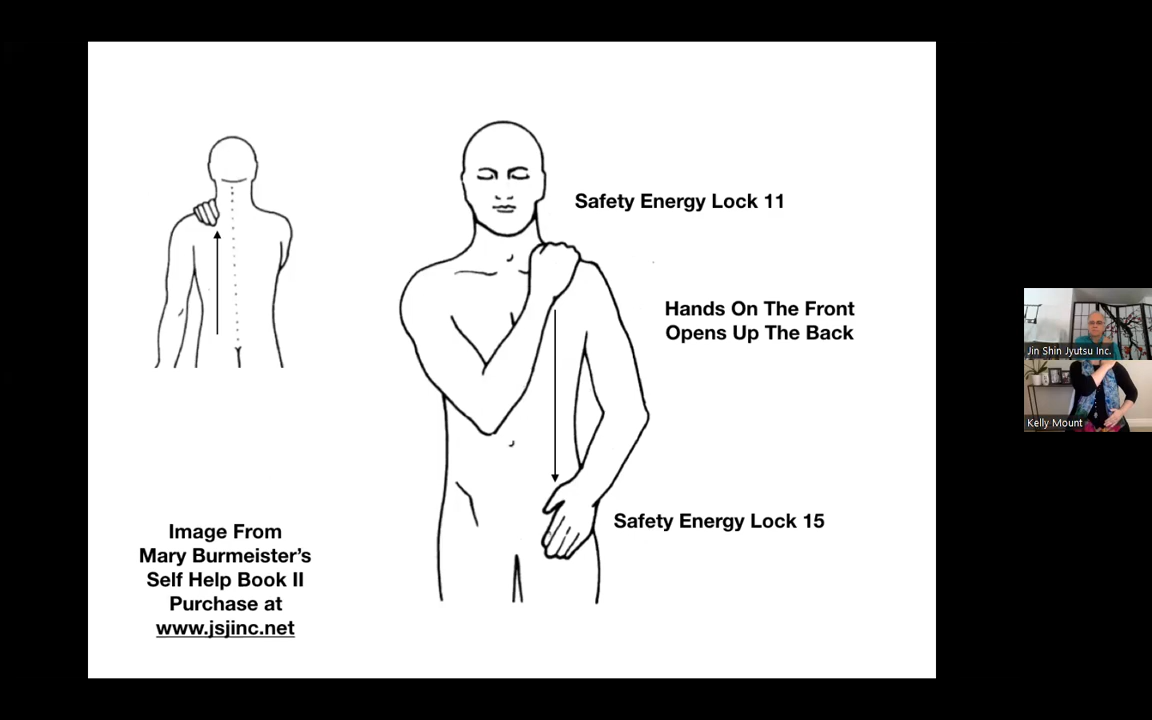 Safety Energy Lock 11
Hands On The Front
Opens Up The Back
Safety Energy Lock 15
Image From
Mary Burmeister’s
Self Help Book II
Purchase at
www.jsjinc.net
Jin Shin Jyutsu Inc.
Kelly Mount